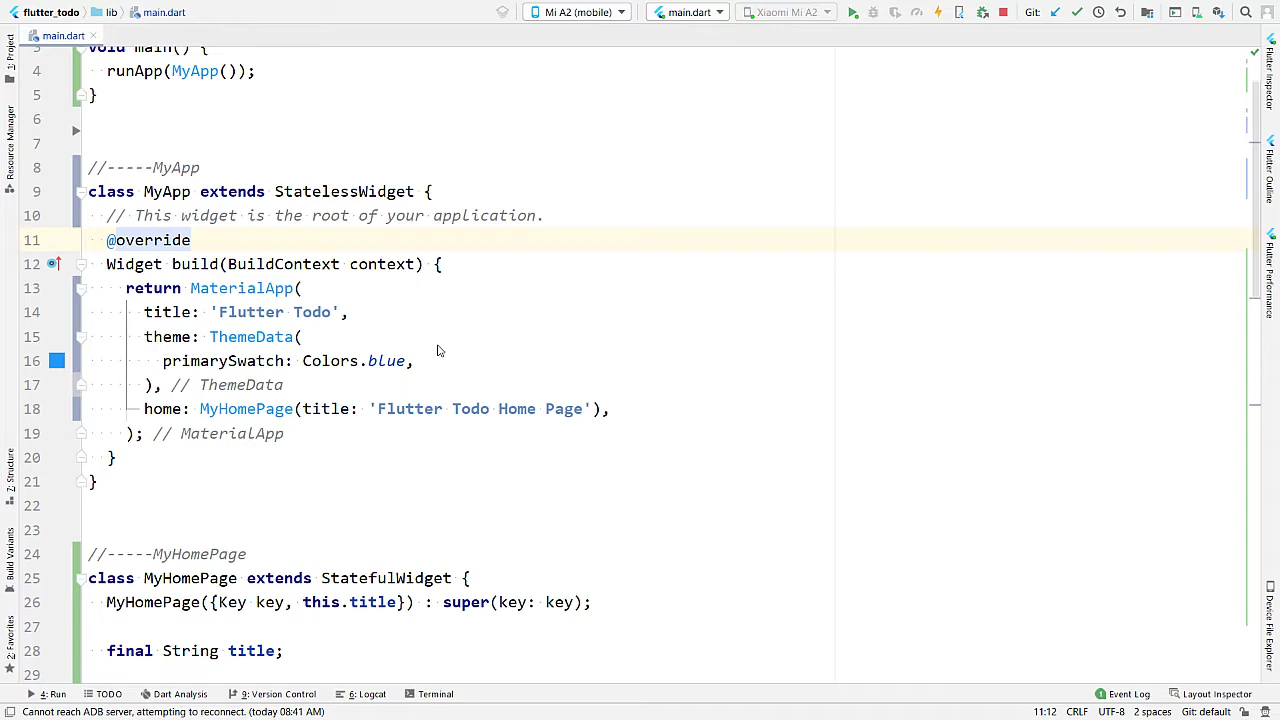 flutter_todo lib main.dart Mi A2 (mobile) main.dart Xiaomi Mi A2 Git:
main.dart
1: Project
Resource Manager
Z: Structure
Build Variants
2: Favorites
3 void main() {
4 runApp(MyApp());
5 }
6
7
8 //-----MyApp
9 class MyApp extends StatelessWidget {
10 // This widget is the root of your application.
11 @override
12 Widget build(BuildContext context) {
13 return MaterialApp(
14 title: 'Flutter Todo',
15 theme: ThemeData(
16 primarySwatch: Colors.blue,
17 ), // ThemeData
18 home: MyHomePage(title: 'Flutter Todo Home Page'),
19 ); // MaterialApp
20 }
21 }
22
23
24 //-----MyHomePage
25 class MyHomePage extends StatefulWidget {
26 MyHomePage({Key key, this.title}) : super(key: key);
27
28 final String title;
29
Flutter Inspector
Flutter Outline
Flutter Performance
Device File Explorer
4: Run TODO Dart Analysis 9: Version Control 6: Logcat Terminal 1 Event Log Layout Inspector
Cannot reach ADB server, attempting to reconnect. (today 08:41 AM) 11:12 CRLF UTF-8 2 spaces Git: default